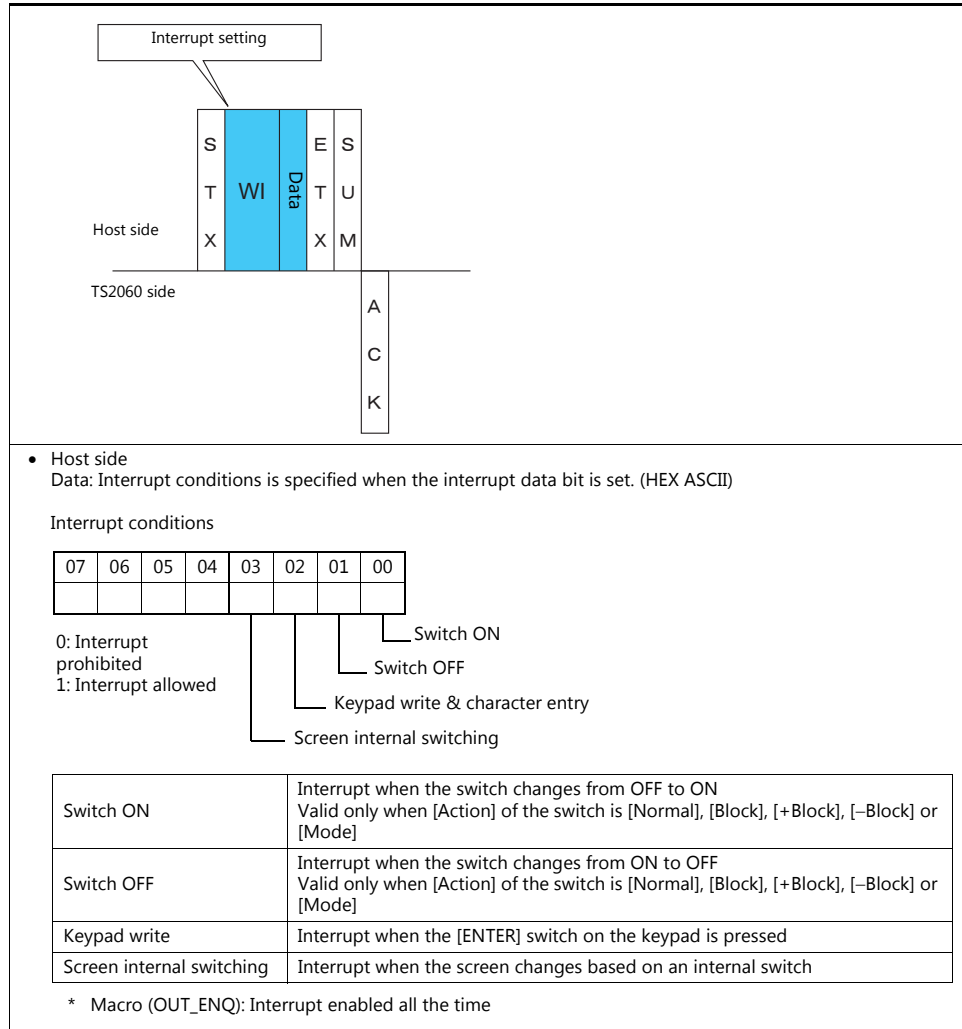 Interrupt setting
S
T
X
WI
Data
E
T
X
S
U
M
Host side
TS2060 side
A
C
K
• Host side
Data: Interrupt conditions is specified when the interrupt data bit is set. (HEX ASCII)
Interrupt conditions
07 06 05 04 03 02 01 00
0: Interrupt
prohibited
1: Interrupt allowed
Switch ON
Switch OFF
Keypad write & character entry
Screen internal switching
Switch ON
Interrupt when the switch changes from OFF to ON
Valid only when [Action] of the switch is [Normal], [Block], [+Block], [−Block] or
[Mode]
Switch OFF
Interrupt when the switch changes from ON to OFF
Valid only when [Action] of the switch is [Normal], [Block], [+Block], [−Block] or
[Mode]
Keypad write
Interrupt when the [ENTER] switch on the keypad is pressed
Screen internal switching
Interrupt when the screen changes based on an internal switch
* Macro (OUT_ENQ): Interrupt enabled all the time